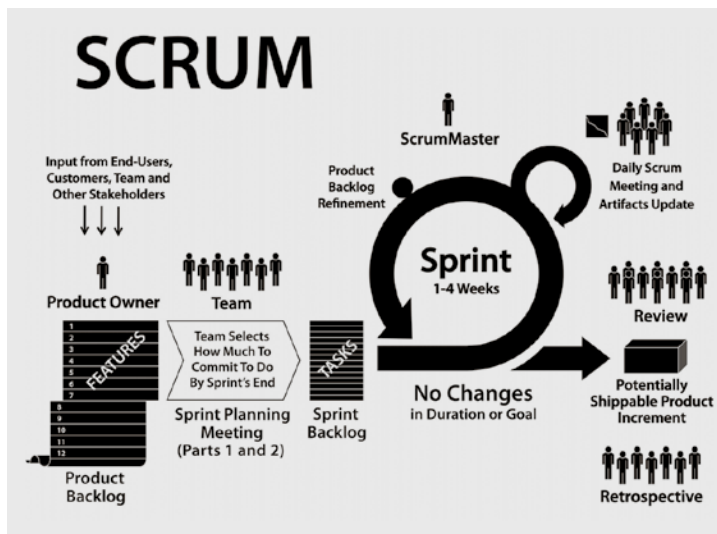 SCRUM
Input from End-Users,
Customers, Team and
Other Stakeholders
Product Owner
Team
1
2
3
4
5
6
7
FEATURES
8
9
10
11
12
Product
Backlog
Team Selects
How Much To
Commit To Do
By Sprint's End
Sprint Planning
Meeting
(Parts 1 and 2)
TASKS
Sprint
Backlog
ScrumMaster
Product
Backlog
Refinement
Sprint
1-4 Weeks
No Changes
in Duration or Goal
Daily Scrum
Meeting and
Artifacts Update
Review
Potentially
Shippable Product
Increment
Retrospective